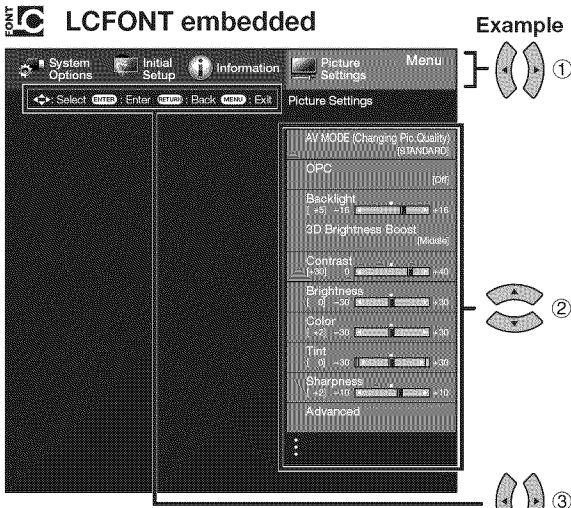 FONT LC LCFONT embedded
Example
System Options
Initial Setup
Information
Picture Settings
Menu
①
: Select ENTER : Enter RETURN : Back MENU : Exit
Picture Settings
AV MODE (Changing Pic.Quality)
[STANDARD]
OPC
[Off]
Backlight
[ +5] −16 +16
3D Brightness Boost
[Middle]
Contrast
[+30] 0 +40
Brightness
[ 0] −30 +30
Color
[ +2] −30 +30
Tint
[ 0] −30 +30
Sharpness
[ +2] −10 +10
Advanced
②
③